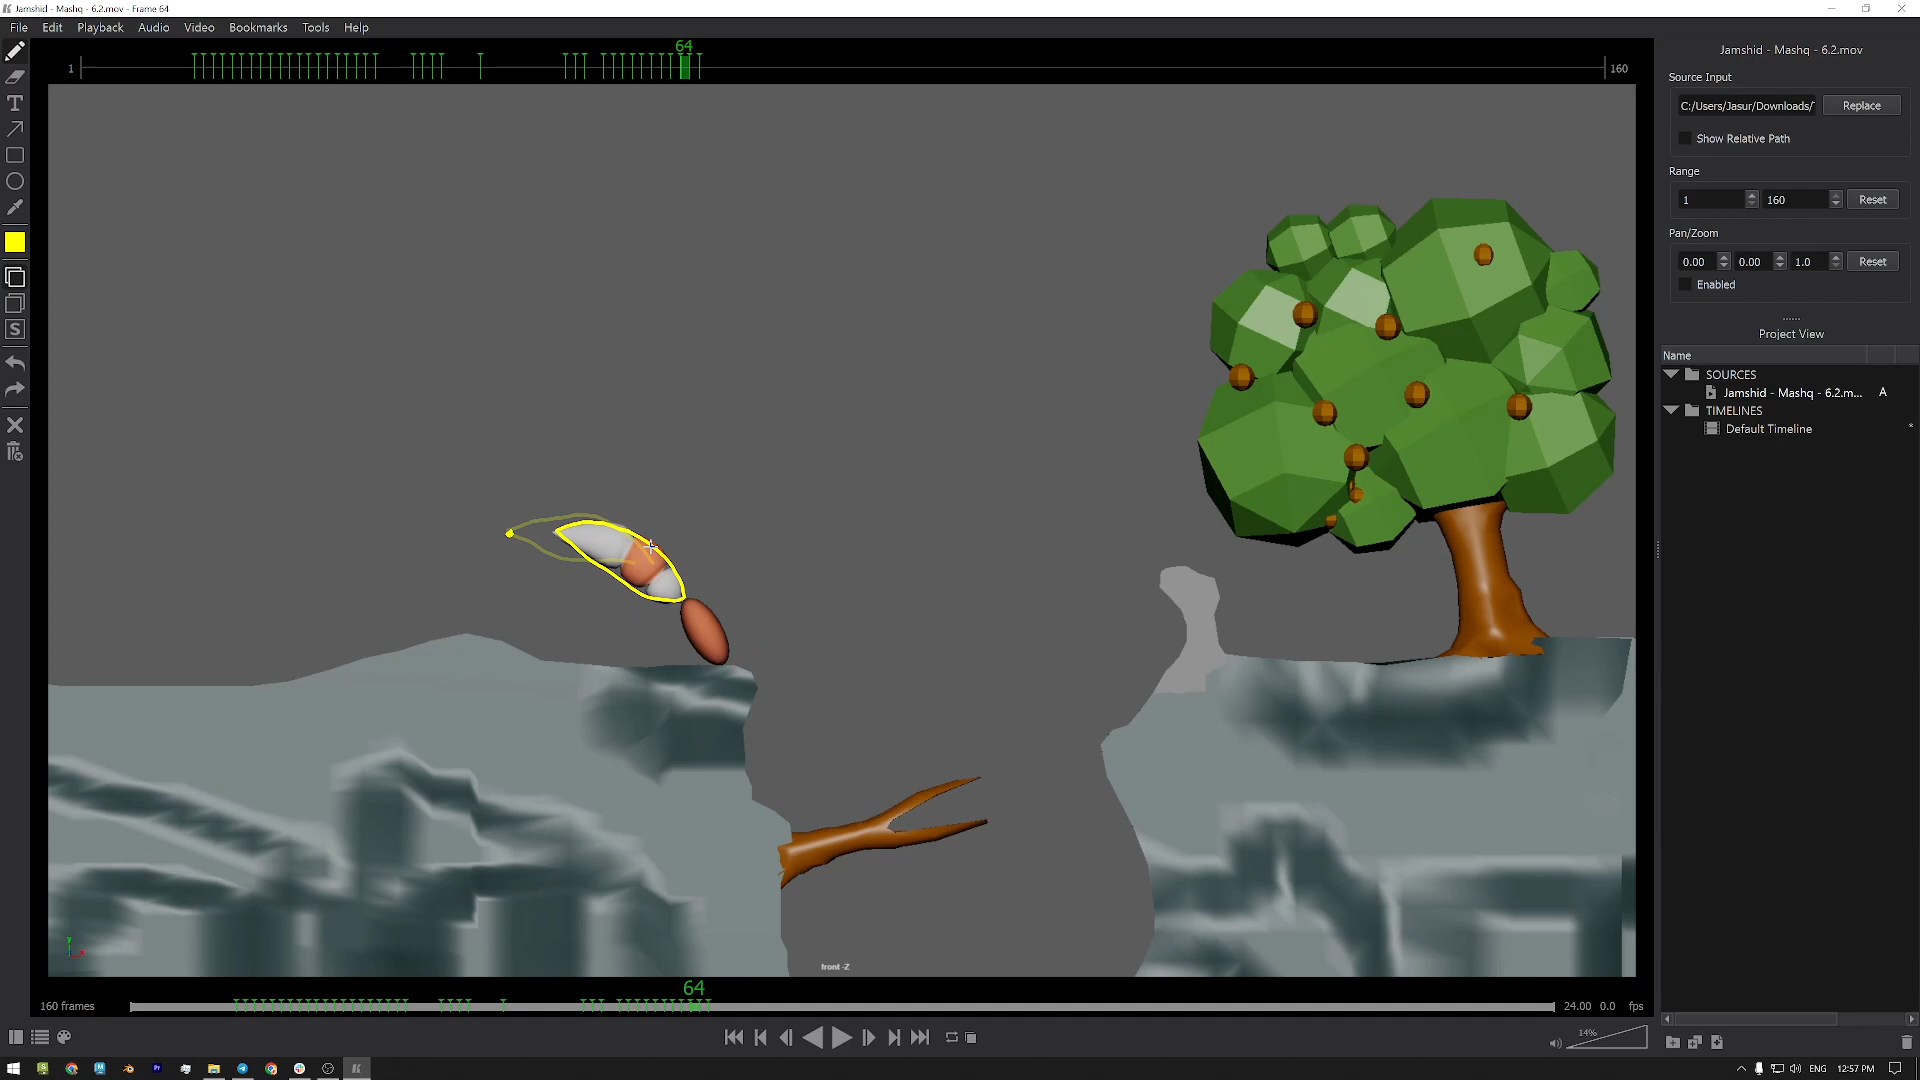 Jamshid - Mashq - 6.2.mov - Frame 64
File Edit Playback Audio Video Bookmarks Tools Help
64
1
160
T
S
Jamshid - Mashq - 6.2.mov
Source Input
C:/Users/Jasur/Downloads/
Replace
Show Relative Path
Range
1
160
Reset
Pan/Zoom
0.00
0.00
1.0
Reset
Enabled
Project View
Name
SOURCES
Jamshid - Mashq - 6.2.m...
A
TIMELINES
Default Timeline
*
y
x
front -Z
64
160 frames
24.00 0.0 fps
14%
ENG 12:57 PM